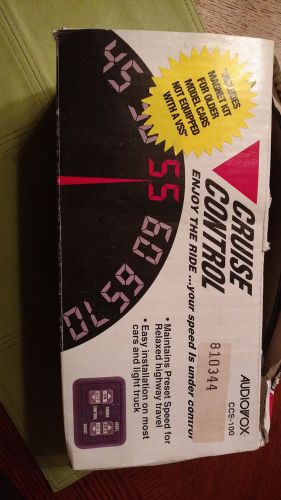 "INCLUDES
MAGNET KIT
FOR OLDER
MODEL CARS
NOT EQUIPPED
WITH A VSS"
45
55
60
65
70
CRUISE
CONTROL
ENJOY THE RIDE ...your speed is under control
• Maintains Preset Speed for
Relaxed highway travel
• Easy installation on most
cars and light truck
810344
AUDIOVOX
CCS-100